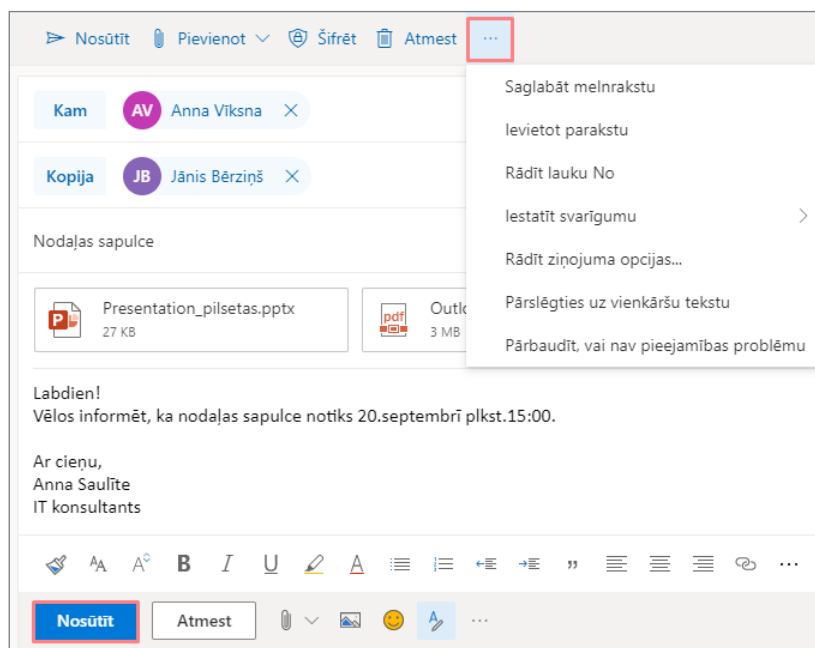 Nosūtīt Pievienot Šifrēt Atmest ...
Saglabāt melnrakstu
Ievietot parakstu
Rādīt lauku No
Iestatīt svarīgumu
Rādīt ziņojuma opcijas...
Pārslēgties uz vienkāršu tekstu
Pārbaudīt, vai nav pieejamības problēmu
Kam AV Anna Vīksna
Kopija JB Jānis Bērziņš
Nodaļas sapulce
Presentation_pilsetas.pptx
27 KB
pdf
3 MB
Labdien!
Vēlos informēt, ka nodaļas sapulce notiks 20.septembrī plkst.15:00.
Ar cieņu,
Anna Saulīte
IT konsultants
Nosūtīt Atmest